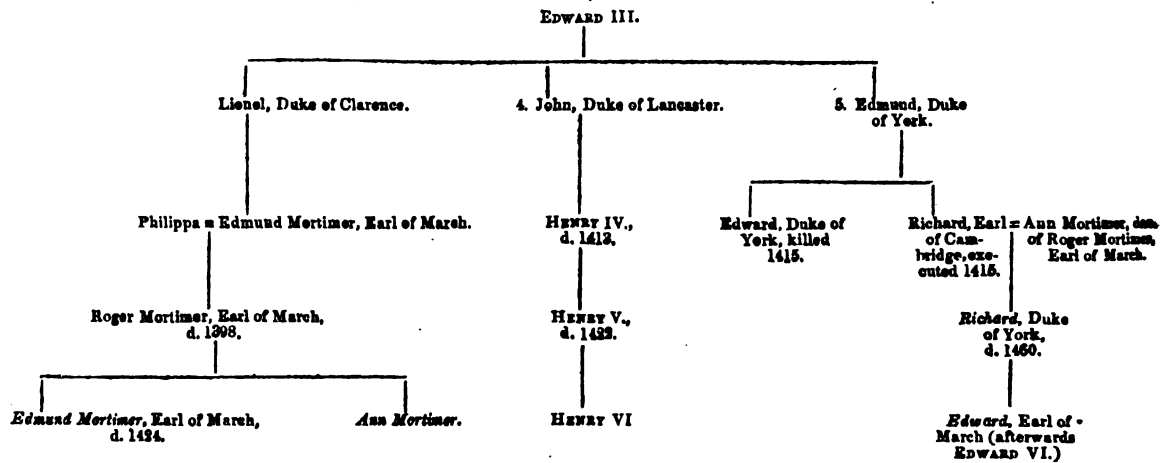 EDWARD III.
Lionel, Duke of Clarence.
4. John, Duke of Lancaster.
5. Edmund, Duke
of York.
Philippa = Edmund Mortimer, Earl of March.
HENRY IV.,
d. 1413.
Edward, Duke of
York, killed
1415.
Richard, Earl
of Cam-
bridge, exe-
cuted 1415.
= Ann Mortimer, dau.
of Roger Mortimer,
Earl of March.
Roger Mortimer, Earl of March,
d. 1398.
HENRY V.,
d. 1422.
Richard, Duke
of York,
d. 1460.
Edmund Mortimer, Earl of March,
d. 1424.
Ann Mortimer.
HENRY VI
Edward, Earl of
March (afterwards
EDWARD VI.)